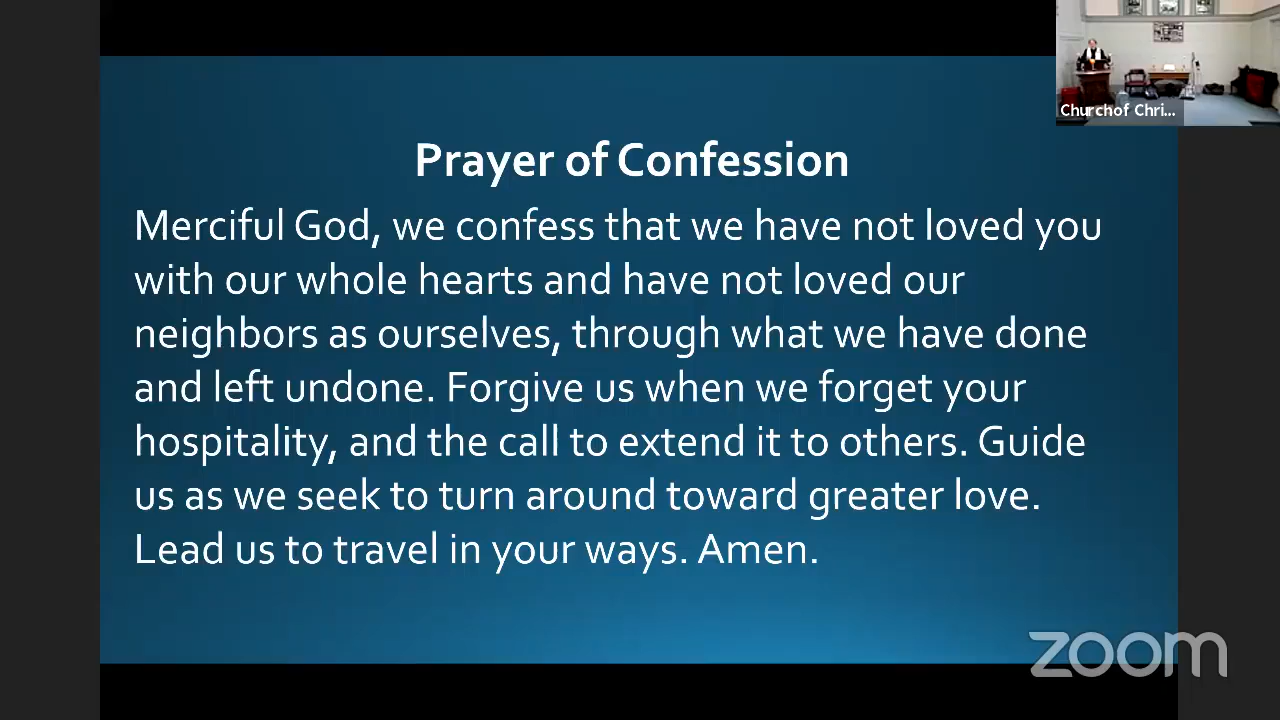 Churchof Chri...
Prayer of Confession
Merciful God, we confess that we have not loved you
with our whole hearts and have not loved our
neighbors as ourselves, through what we have done
and left undone. Forgive us when we forget your
hospitality, and the call to extend it to others. Guide
us as we seek to turn around toward greater love.
Lead us to travel in your ways. Amen.
zoom